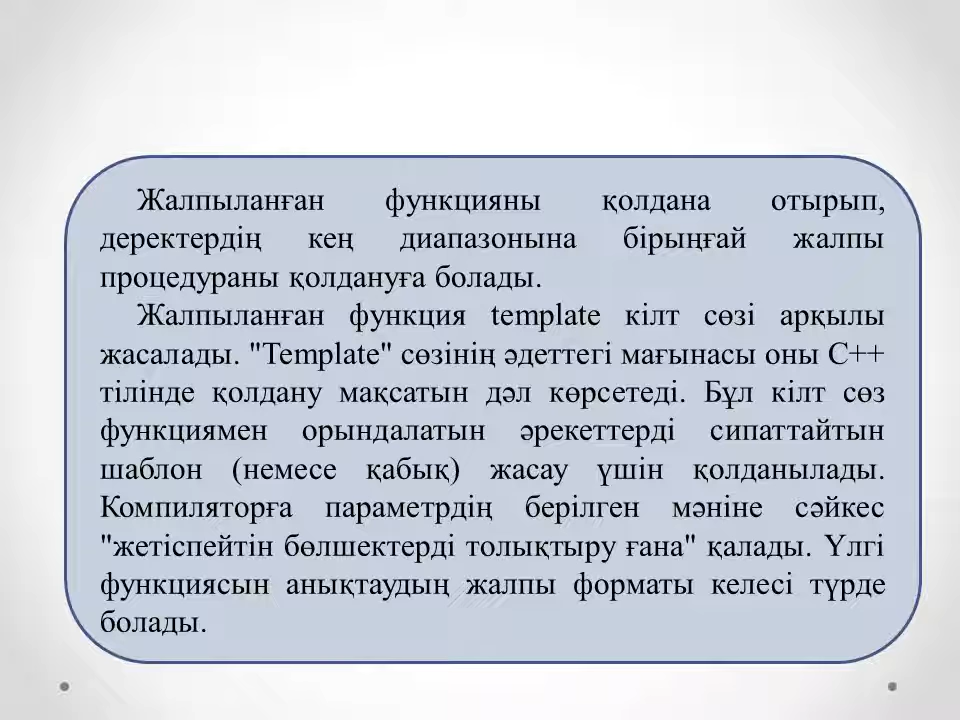 Жалпыланған функцияны қолдана отырып,
деректердің кең диапазонына бірыңғай жалпы
процедураны қолдануға болады.
Жалпыланған функция template кілт сөзі арқылы
жасалады. "Template" сөзінің әдеттегі мағынасы оны C++
тілінде қолдану мақсатын дәл көрсетеді. Бұл кілт сөз
функциямен орындалатын әрекеттерді сипаттайтын
шаблон (немесе қабық) жасау үшін қолданылады.
Компиляторға параметрдің берілген мәніне сәйкес
"жетіспейтін бөлшектерді толықтыру ғана" қалады. Үлгі
функциясын анықтаудың жалпы форматы келесі түрде
болады.